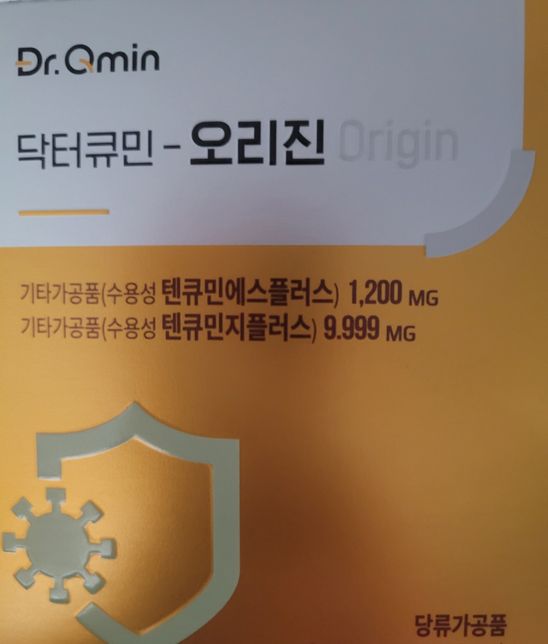 Dr.Qmin
닥터큐민-오리진 Origin
기타가공품(수용성 텐큐민에스플러스) 1,200 MG
기타가공품(수용성 텐큐민지플러스) 9.999 MG
당류가공품